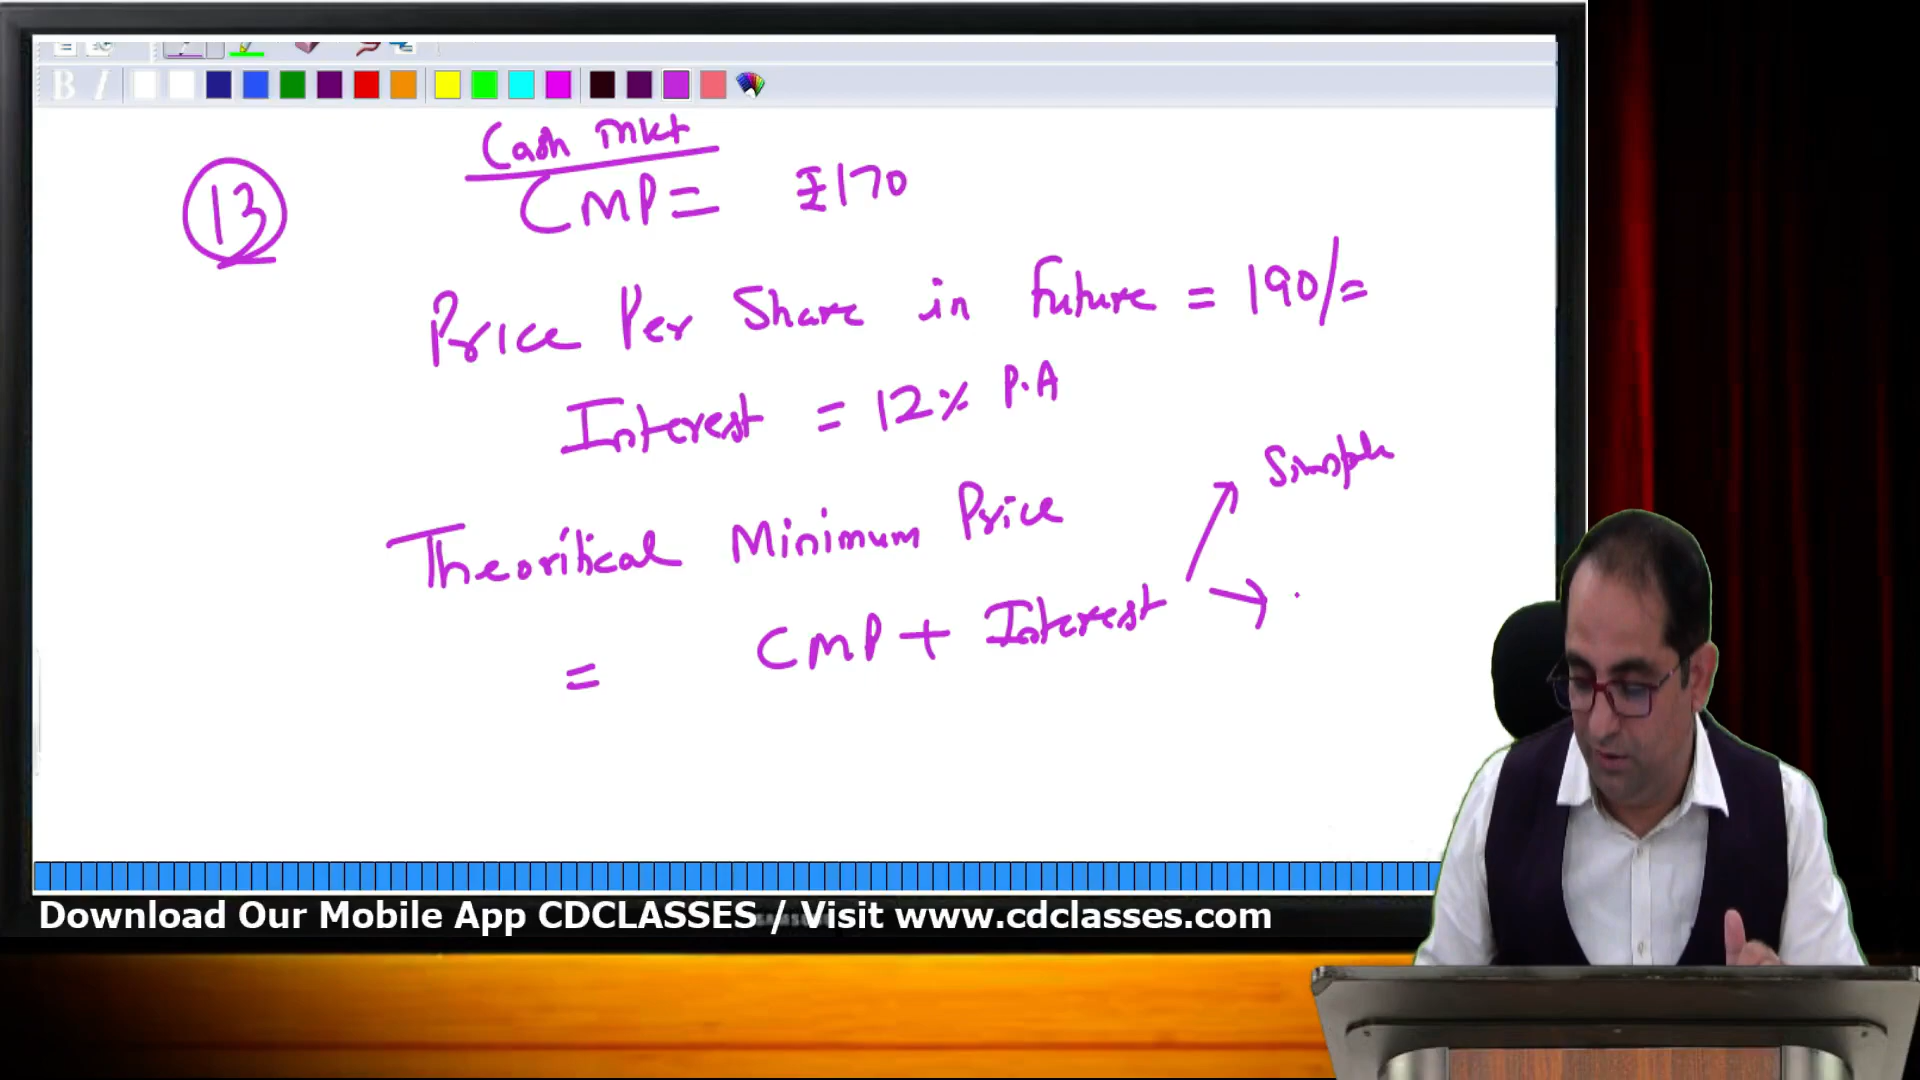 B I
Cash mkt
13
CMP = ₹170
Price Per Share in Future = 190/=
Interest = 12% P.A
Simple
Theoritical Minimum Price
= CMP + Interest
Download Our Mobile App CDCLASSES / Visit www.cdclasses.com